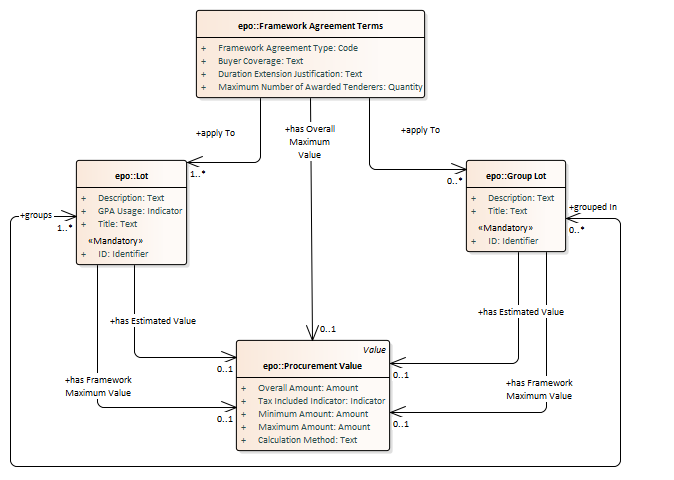 epo::Framework Agreement Terms
+ Framework Agreement Type: Code
+ Buyer Coverage: Text
+ Duration Extension Justification: Text
+ Maximum Number of Awarded Tenderers: Quantity
+apply To
+has Overall
Maximum
Value
+apply To
1..*
0..*
epo::Lot
+ Description: Text
+ GPA Usage: Indicator
+ Title: Text
«Mandatory»
+ ID: Identifier
epo::Group Lot
+ Description: Text
+ Title: Text
«Mandatory»
+ ID: Identifier
+groups
1..*
+grouped In
0..*
+has Estimated Value
0..1
+has Framework
Maximum Value
0..1
0..1
+has Estimated Value
0..1
+has Framework
Maximum Value
0..1
Value
epo::Procurement Value
+ Overall Amount: Amount
+ Tax Included Indicator: Indicator
+ Minimum Amount: Amount
+ Maximum Amount: Amount
+ Calculation Method: Text